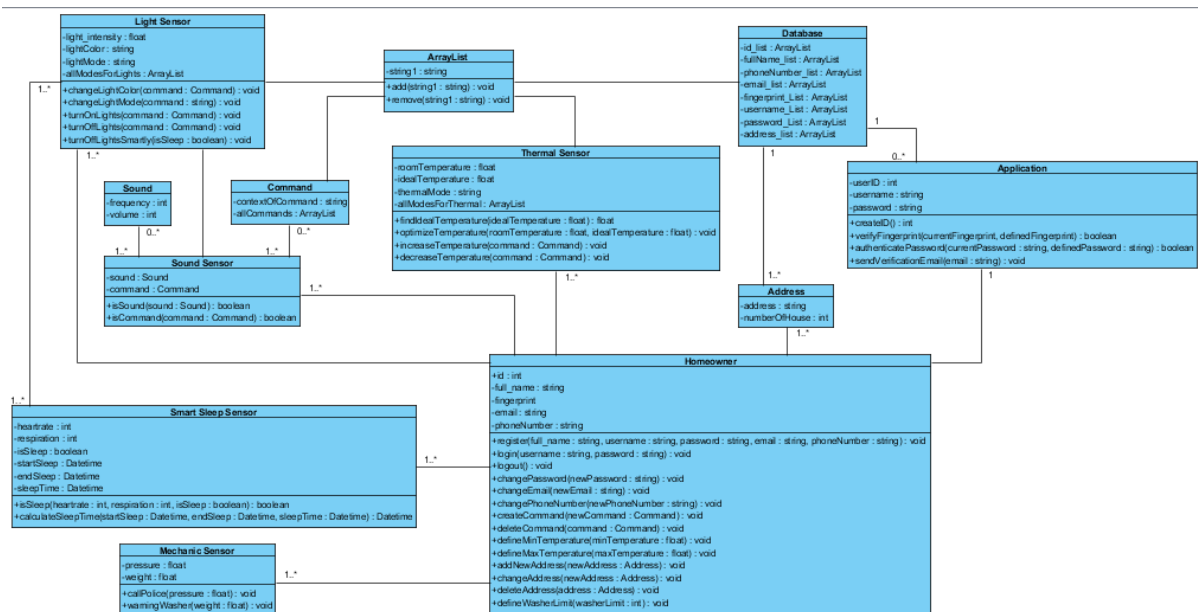 Light Sensor
-light_intensity : float
-lightColor : string
-lightMode : string
-allModesForLights : ArrayList
+changeLightColor(command : Command) : void
+changeLightMode(command : string) : void
+turnOnLights(command : Command) : void
+turnOffLights(command : Command) : void
+turnOffLightsSmartly(isSleep : boolean) : void
1..*
1..*
ArrayList
-string1 : string
+add(string1 : string) : void
+remove(string1 : string) : void
Database
-id_list : ArrayList
-fullName_list : ArrayList
-phoneNumber_list : ArrayList
-email_list : ArrayList
-fingerprint_List : ArrayList
-username_List : ArrayList
-password_List : ArrayList
-address_list : ArrayList
1
1
0..*
Thermal Sensor
-roomTemperature : float
-idealTemperature : float
-thermalMode : string
-allModesForThermal : ArrayList
+findIdealTemperature(idealTemperature : float) : float
+optimizeTemperature(roomTemperature : float, idealTemperature : float) : void
+increaseTemperature(command : Command) : void
+decreaseTemperature(command : Command) : void
1..*
Application
-userID : int
-username : string
-password : string
+createID() : int
+verifyFingerprint(currentFingerprint, definedFingerprint) : boolean
+authenticatePassword(currentPassword : string, definedPassword : string) : boolean
+sendVerificationEmail(email : string) : void
1
Sound
-frequency : int
-volume : int
0..*
1..*
Command
-contextOfCommand : string
-allCommands : ArrayList
0..*
1..*
Sound Sensor
-sound : Sound
-command : Command
+isSound(sound : Sound) : boolean
+isCommand(command : Command) : boolean
1..*
1..*
Address
-address : string
-numberOfHouse : int
1..*
Homeowner
+id : int
-full_name : string
-fingerprint
-email : string
-phoneNumber : string
+register(full_name : string, username : string, password : string, email : string, phoneNumber : string) : void
+login(username : string, password : string) : void
+logout() : void
+changePassword(newPassword : string) : void
+changeEmail(newEmail : string) : void
+changePhoneNumber(newPhoneNumber : string) : void
+createCommand(newCommand : Command) : void
+deleteCommand(command : Command) : void
+defineMinTemperature(minTemperature : float) : void
+defineMaxTemperature(maxTemperature : float) : void
+addNewAddress(newAddress : Address) : void
+changeAddress(newAddress : Address) : void
+deleteAddress(address : Address) : void
+defineWasherLimit(washerLimit : int) : void
1..*
Smart Sleep Sensor
-heartrate : int
-respiration : int
-isSleep : boolean
-startSleep : Datetime
-endSleep : Datetime
-sleepTime : Datetime
+isSleep(heartrate : int, respiration : int, isSleep : boolean) : boolean
+calculateSleepTime(startSleep : Datetime, endSleep : Datetime, sleepTime : Datetime) : Datetime
1..*
Mechanic Sensor
-pressure : float
-weight : float
+callPolice(pressure : float) : void
+warningWasher(weight : float) : void
1..*